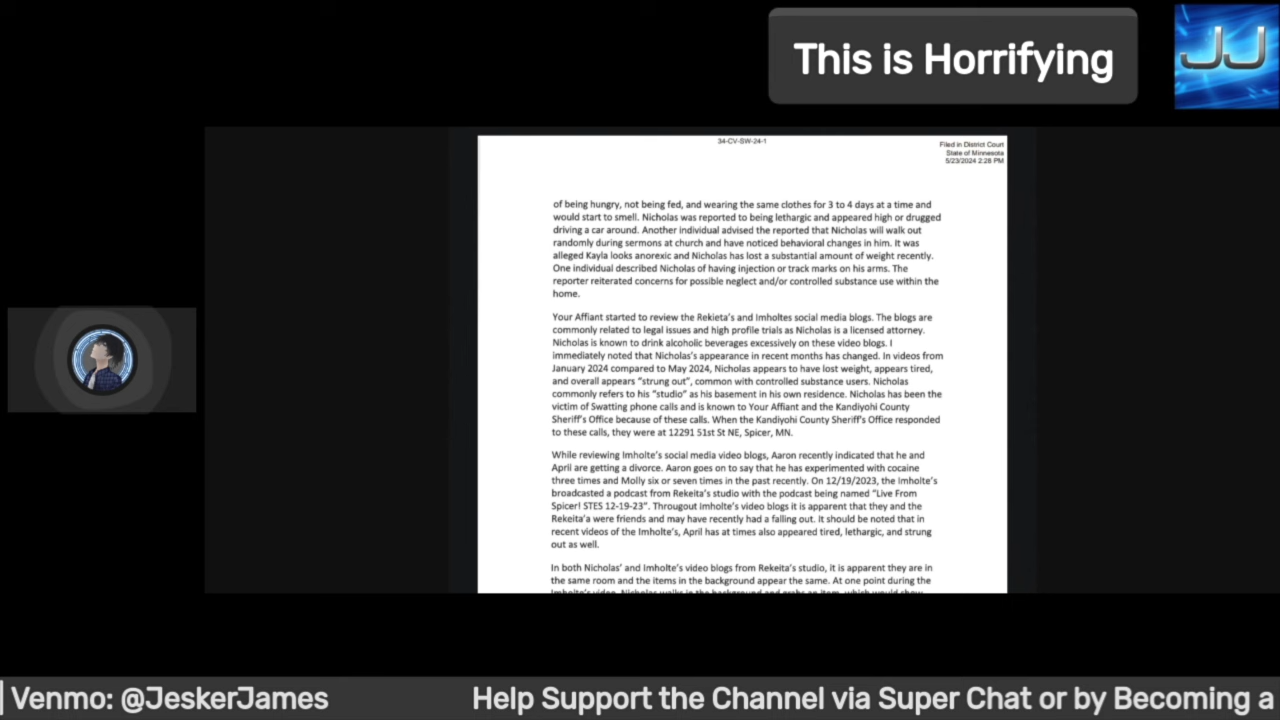 This is Horrifying
JJ
34-CV-SW-24-1
Filed in District Court
State of Minnesota
5/23/2024 2:28 PM
of being hungry, not being fed, and wearing the same clothes for 3 to 4 days at a time and
would start to smell. Nicholas was reported to being lethargic and appeared high or drugged
driving a car around. Another individual advised the reported that Nicholas will walk out
randomly during sermons at church and have noticed behavioral changes in him. It was
alleged Kayla looks anorexic and Nicholas has lost a substantial amount of weight recently.
One individual described Nicholas of having injection or track marks on his arms. The
reporter reiterated concerns for possible neglect and/or controlled substance use within the
home.
Your Affiant started to review the Rekieta's and Imholtes social media blogs. The blogs are
commonly related to legal issues and high profile trials as Nicholas is a licensed attorney.
Nicholas is known to drink alcoholic beverages excessively on these video blogs. I
immediately noted that Nicholas's appearance in recent months has changed. In videos from
January 2024 compared to May 2024, Nicholas appears to have lost weight, appears tired,
and overall appears "strung out", common with controlled substance users. Nicholas
commonly refers to his "studio" as his basement in his own residence. Nicholas has been the
victim of Swatting phone calls and is known to Your Affiant and the Kandiyohi County
Sheriff's Office because of these calls. When the Kandiyohi County Sheriff's Office responded
to these calls, they were at 12291 51st St NE, Spicer, MN.
While reviewing Imholte's social media video blogs, Aaron recently indicated that he and
April are getting a divorce. Aaron goes on to say that he has experimented with cocaine
three times and Molly six or seven times in the past recently. On 12/19/2023, the Imholte's
broadcasted a podcast from Rekeita's studio with the podcast being named "Live From
Spicer! STES 12-19-23". Througout Imholte's video blogs it is apparent that they and the
Rekeita'a were friends and may have recently had a falling out. It should be noted that in
recent videos of the Imholte's, April has at times also appeared tired, lethargic, and strung
out as well.
In both Nicholas' and Imholte's video blogs from Rekeita's studio, it is apparent they are in
the same room and the items in the background appear the same. At one point during the
Imholte's video, Nicholas walks in the background and grabs an item, which would show
Venmo: @JeskerJames
Help Support the Channel via Super Chat or by Becoming a